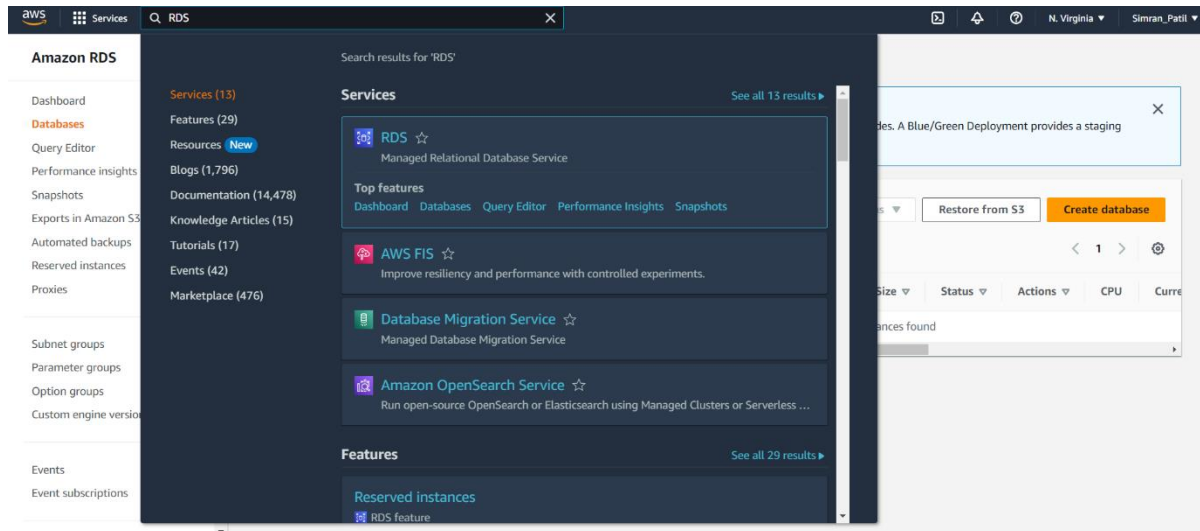 aws Services RDS N. Virginia Simran_Patil
Amazon RDS
Dashboard
Databases
Query Editor
Performance insights
Snapshots
Exports in Amazon S3
Automated backups
Reserved instances
Proxies
Subnet groups
Parameter groups
Option groups
Custom engine
Events
Event subscriptions
Search results for 'RDS'
Services (13)
Features (29)
Resources New
Blogs (1,796)
Documentation (14,478)
Knowledge Articles (15)
Tutorials (17)
Events (42)
Marketplace (476)
Services See all 13 results
RDS
Managed Relational Database Service
Top features
Dashboard Databases Query Editor Performance Insights Snapshots
AWS FIS
Improve resiliency and performance with controlled experiments.
Database Migration Service
Managed Database Migration Service
Amazon OpenSearch Service
Run open-source OpenSearch or Elasticsearch using Managed Clusters or Serverless ...
Features See all 29 results
Reserved instances
RDS feature
A Blue/Green Deployment provides a staging
Restore from S3 Create database
1
Size Status Actions CPU Curre
found